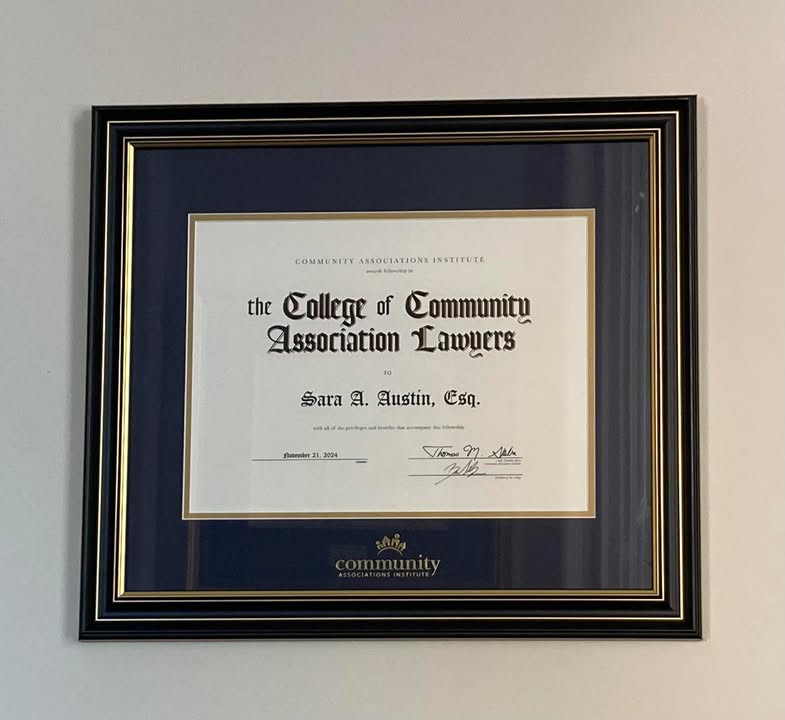 COMMUNITY ASSOCIATIONS INSTITUTE
awards fellowship in
the College of Community
Association Lawyers
to
Sara A. Austin, Esq.
with all of the privileges and benefits that accompany this fellowship.
November 21, 2024
Thomas M.
community
ASSOCIATIONS INSTITUTE